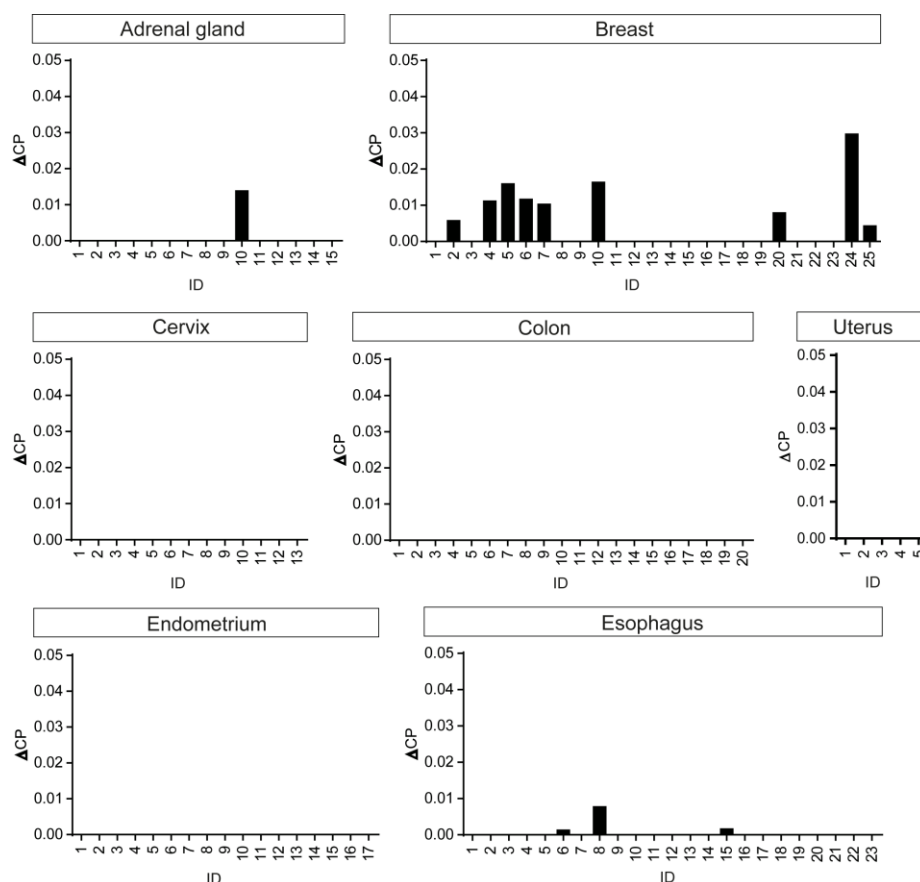 Adrenal gland
0.05
0.04
0.03
0.02
0.01
0.00
ΔCP
1 2 3 4 5 6 7 8 9 10 11 12 13 14 15
ID
Breast
0.05
0.04
0.03
0.02
0.01
0.00
ΔCP
1 2 3 4 5 6 7 8 9 10 11 12 13 14 15 16 17 18 19 20 21 22 23 24 25
ID
Cervix
0.05
0.04
0.03
0.02
0.01
0.00
ΔCP
1 2 3 4 5 6 7 8 9 10 11 12 13
ID
Colon
0.05
0.04
0.03
0.02
0.01
0.00
ΔCP
1 2 3 4 5 6 7 8 9 10 11 12 13 14 15 16 17 18 19 20
ID
Uterus
0.05
0.04
0.03
0.02
0.01
0.00
ΔCP
1 2 3 4 5
ID
Endometrium
0.05
0.04
0.03
0.02
0.01
0.00
ΔCP
1 2 3 4 5 6 7 8 9 10 11 12 13 14 15 16 17
ID
Esophagus
0.05
0.04
0.03
0.02
0.01
0.00
ΔCP
1 2 3 4 5 6 7 8 9 10 11 12 13 14 15 16 17 18 19 20 21 22 23
ID